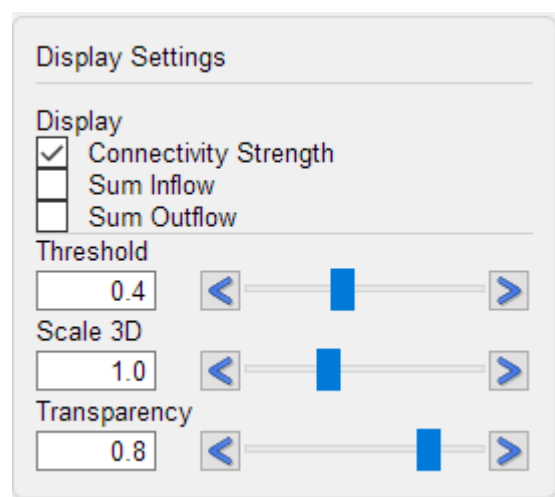 Display Settings
Display
Connectivity Strength
Sum Inflow
Sum Outflow
Threshold
0.4
Scale 3D
1.0
Transparency
0.8